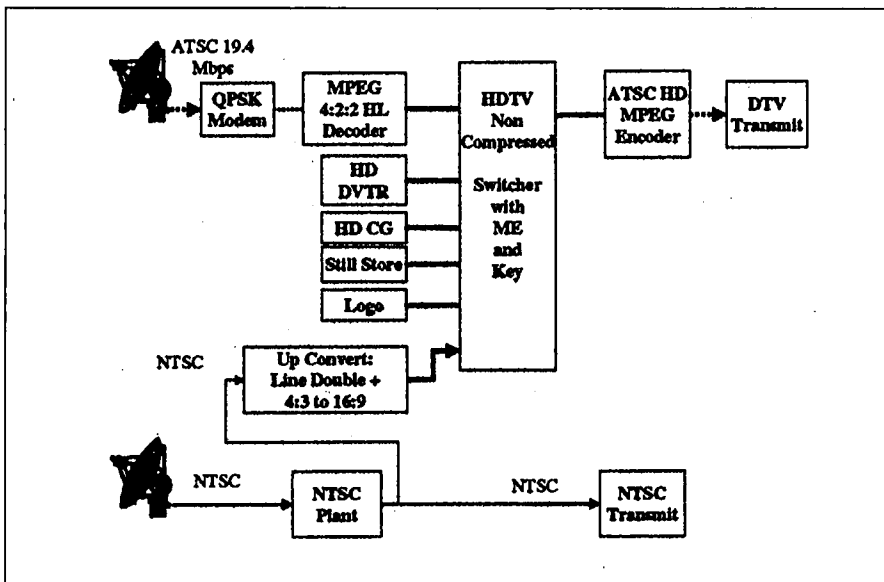 ATSC 19.4
Mbps
QPSK
Modem
MPEG
4:2:2 HL
Decoder
HDTV
Non
Compressed
Switcher
with
ME
and
Key
ATSC HD
MPEG
Encoder
DTV
Transmit
HD
DVTR
HD CG
Still Store
Logo
NTSC
Up Convert:
Line Double +
4:3 to 16:9
NTSC
NTSC
Plant
NTSC
NTSC
Transmit